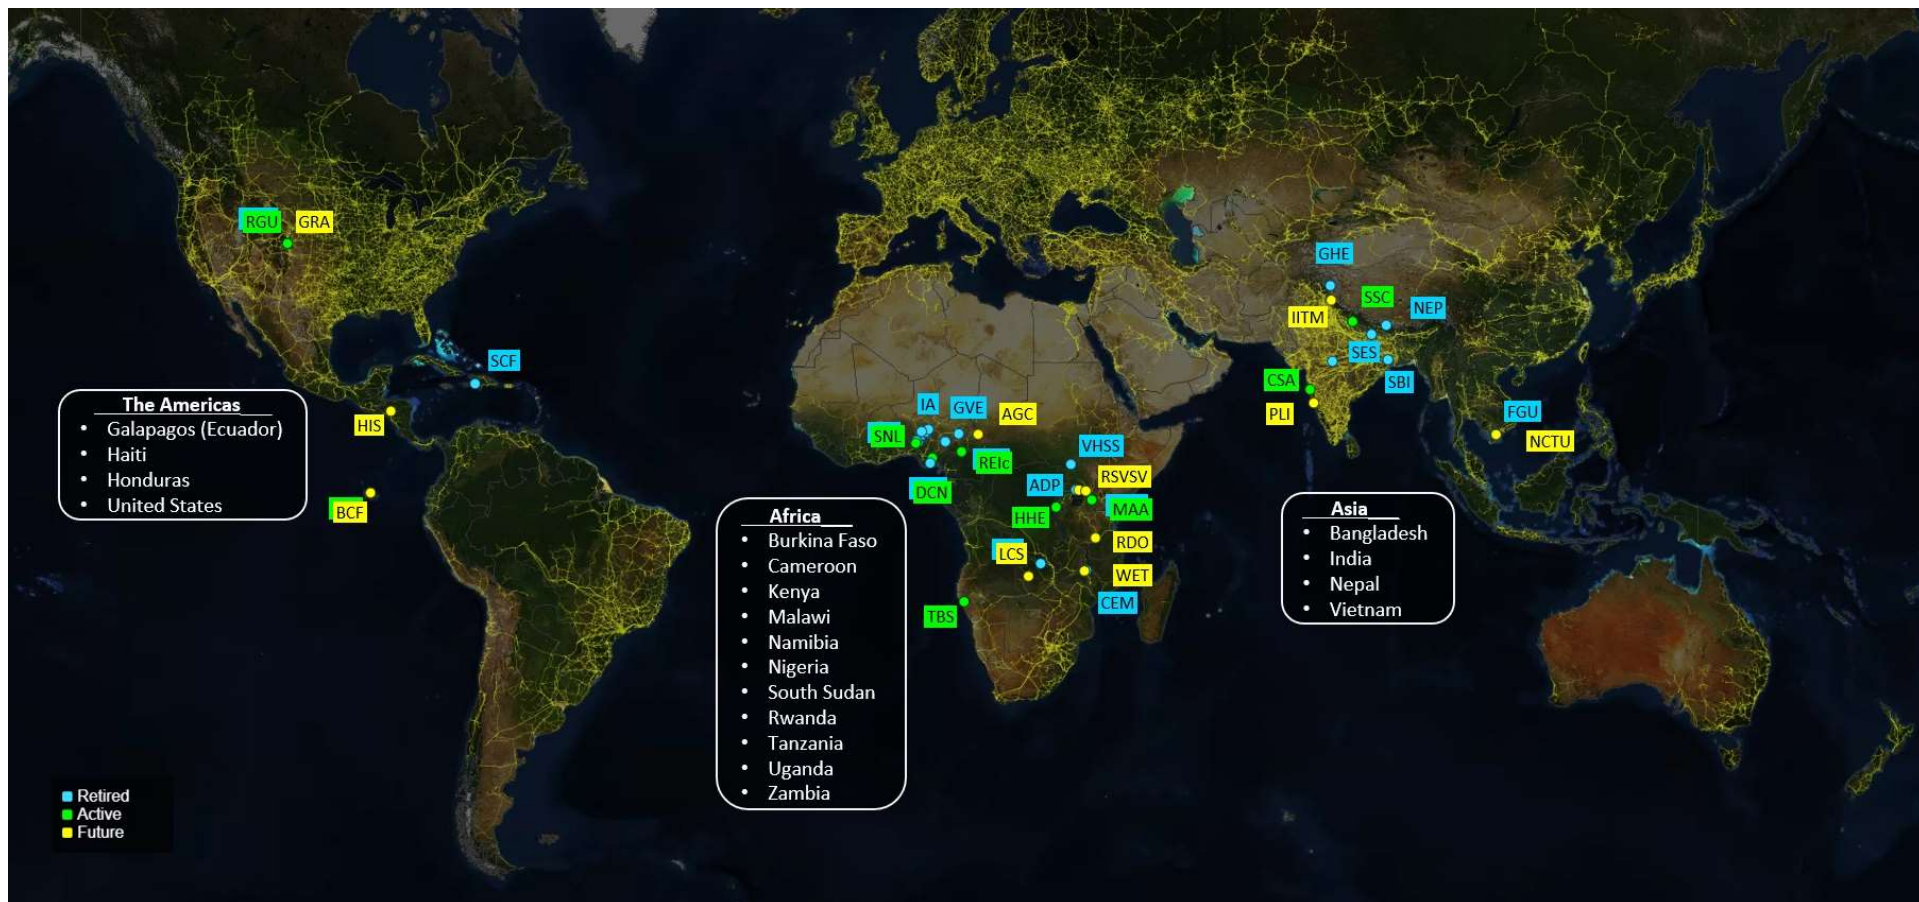 RGU
GRA
SCF
HIS
BCF
The Americas
• Galapagos (Ecuador)
• Haiti
• Honduras
• United States
IA
GVE
AGC
SNL
REIc
DCN
VHSS
ADP
RSVSV
HHE
MAA
LCS
RDO
WET
TBS
CEM
Africa
• Burkina Faso
• Cameroon
• Kenya
• Malawi
• Namibia
• Nigeria
• South Sudan
• Rwanda
• Tanzania
• Uganda
• Zambia
GHE
SSC
NEP
IITM
SES
CSA
SBI
PLI
FGU
NCTU
Asia
• Bangladesh
• India
• Nepal
• Vietnam
Retired
Active
Future